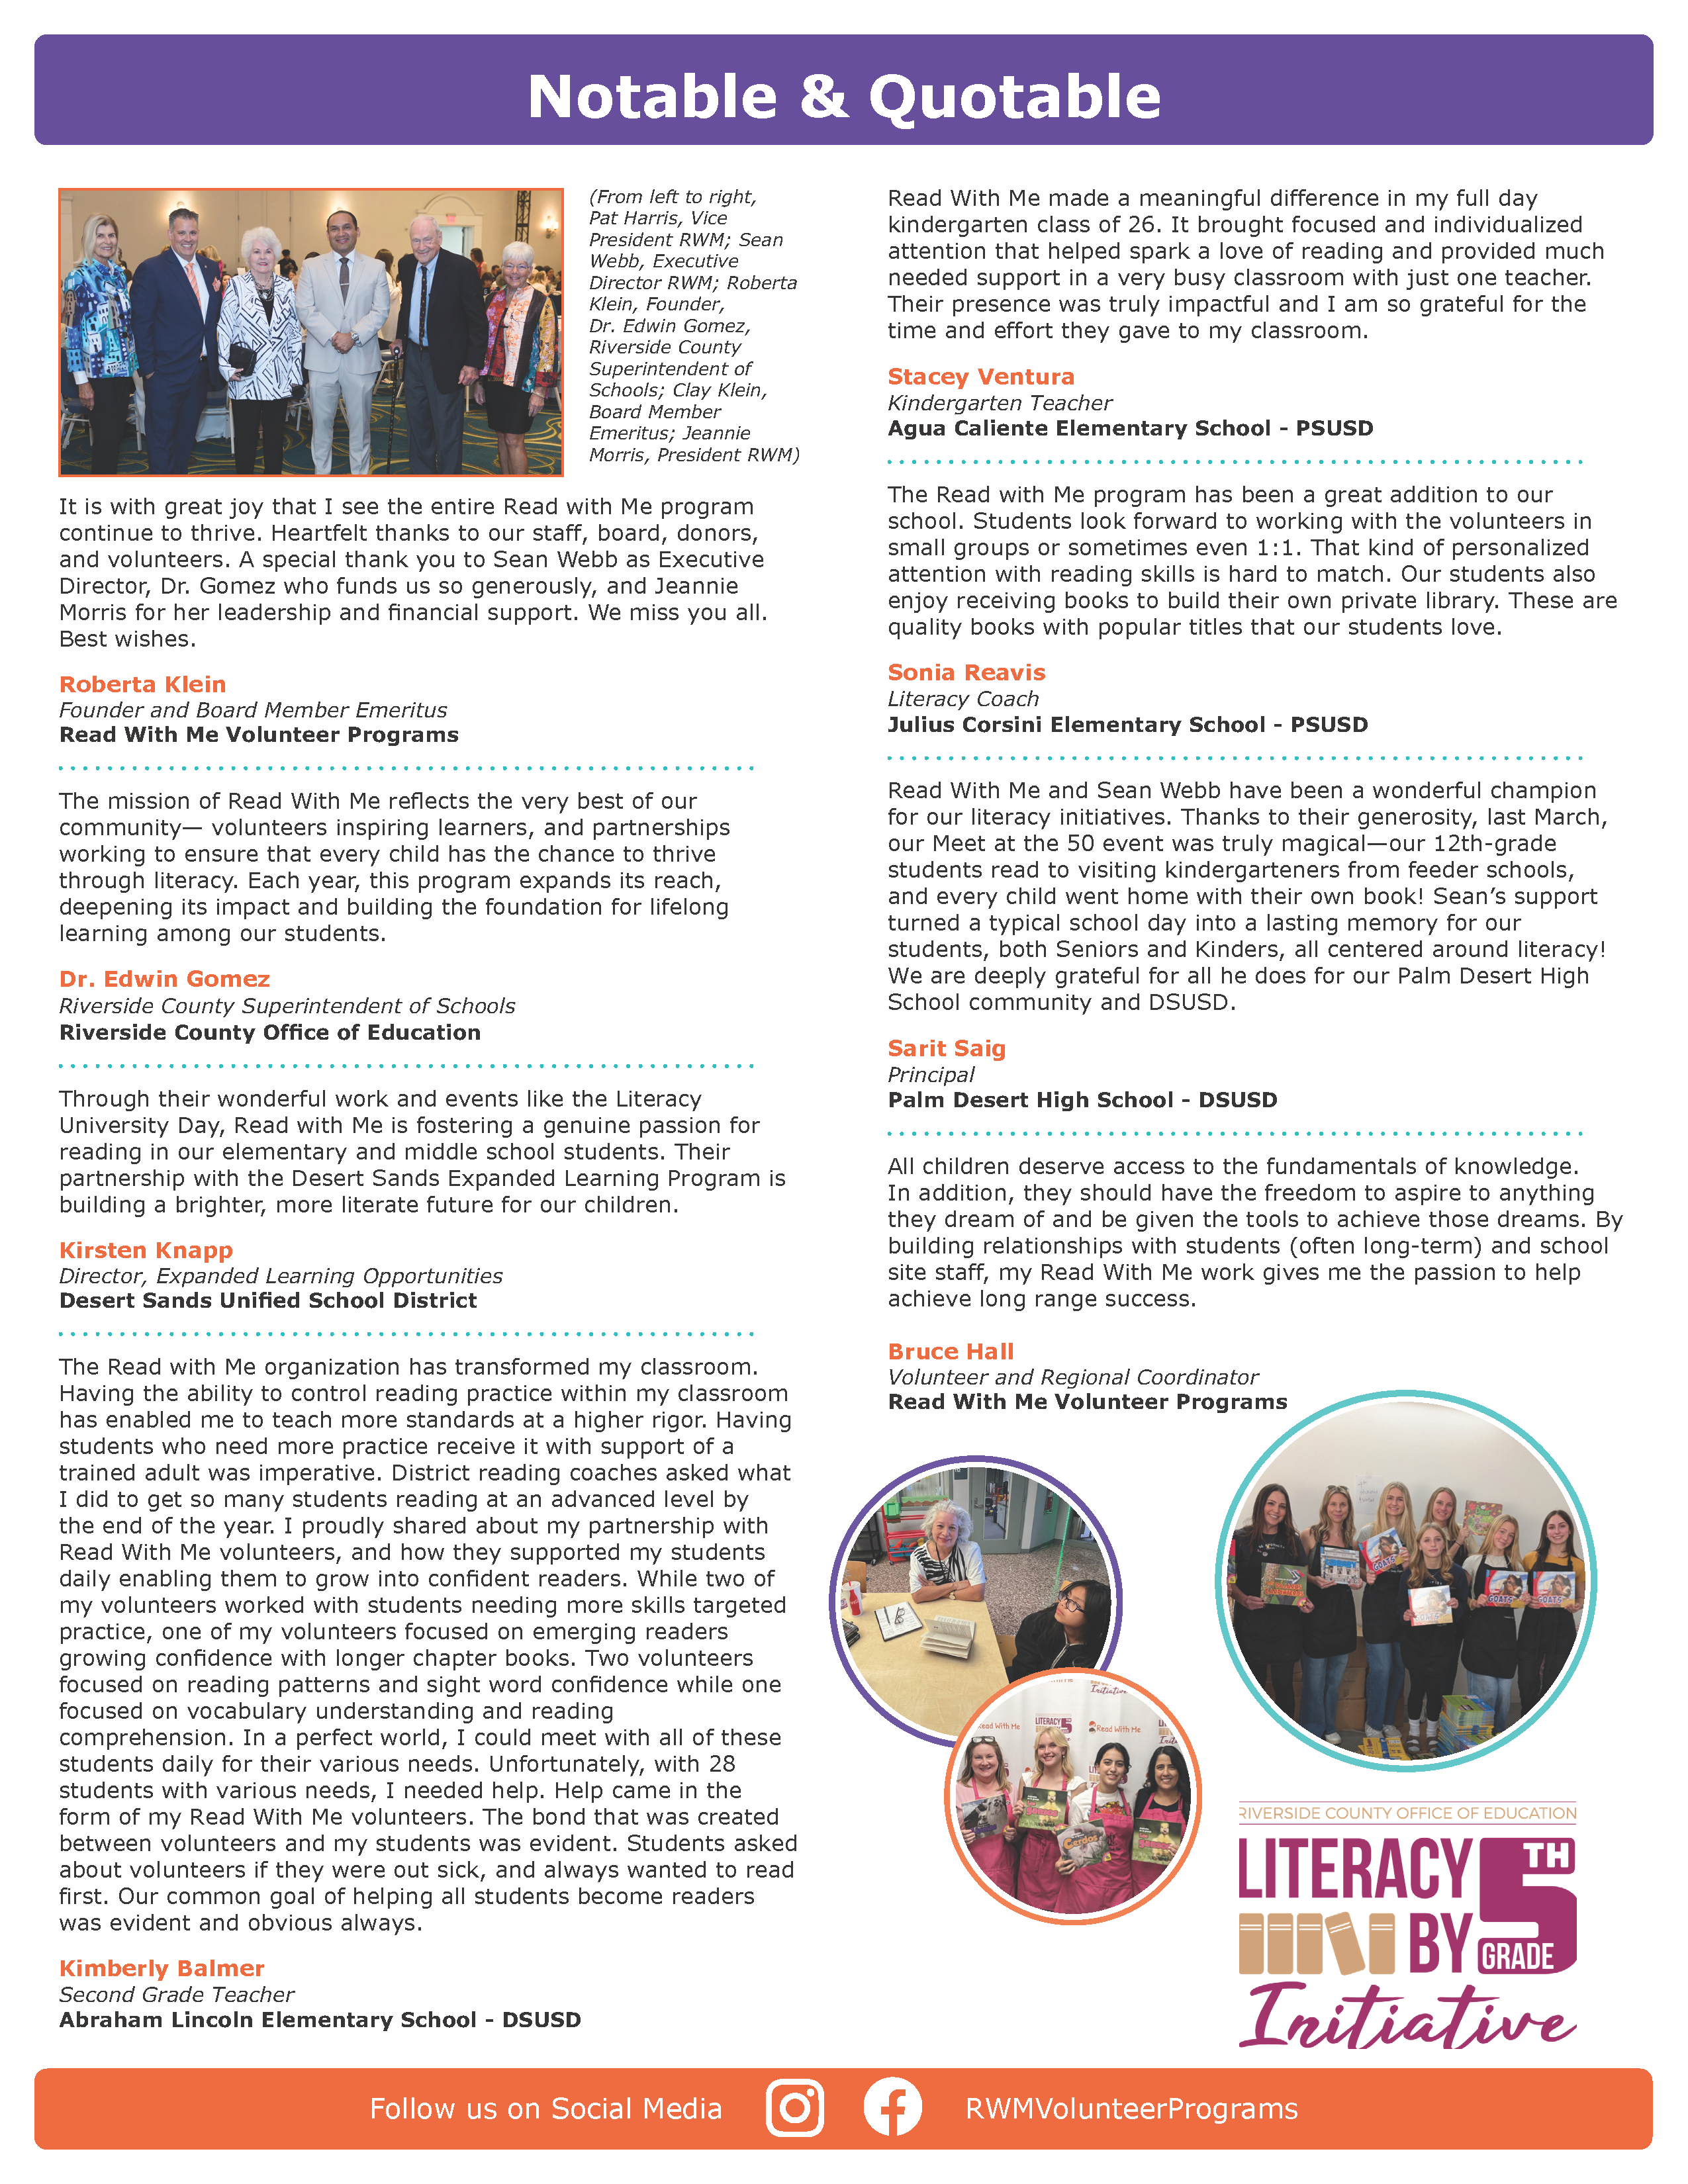 Notable & Quotable
(From left to right,
Pat Harris, Vice
President RWM; Sean
Webb, Executive
Director RWM; Roberta
Klein, Founder,
Dr. Edwin Gomez,
Riverside County
Superintendent of
Schools; Clay Klein,
Board Member
Emeritus; Jeannie
Morris, President RWM)
It is with great joy that I see the entire Read with Me program
continue to thrive. Heartfelt thanks to our staff, board, donors,
and volunteers. A special thank you to Sean Webb as Executive
Director, Dr. Gomez who funds us so generously, and Jeannie
Morris for her leadership and financial support. We miss you all.
Best wishes.
Roberta Klein
Founder and Board Member Emeritus
Read With Me Volunteer Programs
The mission of Read With Me reflects the very best of our
community— volunteers inspiring learners, and partnerships
working to ensure that every child has the chance to thrive
through literacy. Each year, this program expands its reach,
deepening its impact and building the foundation for lifelong
learning among our students.
Dr. Edwin Gomez
Riverside County Superintendent of Schools
Riverside County Office of Education
Through their wonderful work and events like the Literacy
University Day, Read with Me is fostering a genuine passion for
reading in our elementary and middle school students. Their
partnership with the Desert Sands Expanded Learning Program is
building a brighter, more literate future for our children.
Kirsten Knapp
Director, Expanded Learning Opportunities
Desert Sands Unified School District
The Read with Me organization has transformed my classroom.
Having the ability to control reading practice within my classroom
has enabled me to teach more standards at a higher rigor. Having
students who need more practice receive it with support of a
trained adult was imperative. District reading coaches asked what
I did to get so many students reading at an advanced level by
the end of the year. I proudly shared about my partnership with
Read With Me volunteers, and how they supported my students
daily enabling them to grow into confident readers. While two of
my volunteers worked with students needing more skills targeted
practice, one of my volunteers focused on emerging readers
growing confidence with longer chapter books. Two volunteers
focused on reading patterns and sight word confidence while one
focused on vocabulary understanding and reading
comprehension. In a perfect world, I could meet with all of these
students daily for their various needs. Unfortunately, with 28
students with various needs, I needed help. Help came in the
form of my Read With Me volunteers. The bond that was created
between volunteers and my students was evident. Students asked
about volunteers if they were out sick, and always wanted to read
first. Our common goal of helping all students become readers
was evident and obvious always.
Kimberly Balmer
Second Grade Teacher
Abraham Lincoln Elementary School - DSUSD
Read With Me made a meaningful difference in my full day
kindergarten class of 26. It brought focused and individualized
attention that helped spark a love of reading and provided much
needed support in a very busy classroom with just one teacher.
Their presence was truly impactful and I am so grateful for the
time and effort they gave to my classroom.
Stacey Ventura
Kindergarten Teacher
Agua Caliente Elementary School - PSUSD
The Read with Me program has been a great addition to our
school. Students look forward to working with the volunteers in
small groups or sometimes even 1:1. That kind of personalized
attention with reading skills is hard to match. Our students also
enjoy receiving books to build their own private library. These are
quality books with popular titles that our students love.
Sonia Reavis
Literacy Coach
Julius Corsini Elementary School - PSUSD
Read With Me and Sean Webb have been a wonderful champion
for our literacy initiatives. Thanks to their generosity, last March,
our Meet at the 50 event was truly magical—our 12th-grade
students read to visiting kindergarteners from feeder schools,
and every child went home with their own book! Sean’s support
turned a typical school day into a lasting memory for our
students, both Seniors and Kinders, all centered around literacy!
We are deeply grateful for all he does for our Palm Desert High
School community and DSUSD.
Sarit Saig
Principal
Palm Desert High School - DSUSD
All children deserve access to the fundamentals of knowledge.
In addition, they should have the freedom to aspire to anything
they dream of and be given the tools to achieve those dreams. By
building relationships with students (often long-term) and school
site staff, my Read With Me work gives me the passion to help
achieve long range success.
Bruce Hall
Volunteer and Regional Coordinator
Read With Me Volunteer Programs
GOATS
GOATS
GOATS
GOATS
Initiative
Read With Me
LITERACY 5
Read With Me
Cerdos
RIVERSIDE COUNTY OFFICE OF EDUCATION
LITERACY 5TH
BY GRADE
Initiative
Follow us on Social Media
RWMVolunteerPrograms